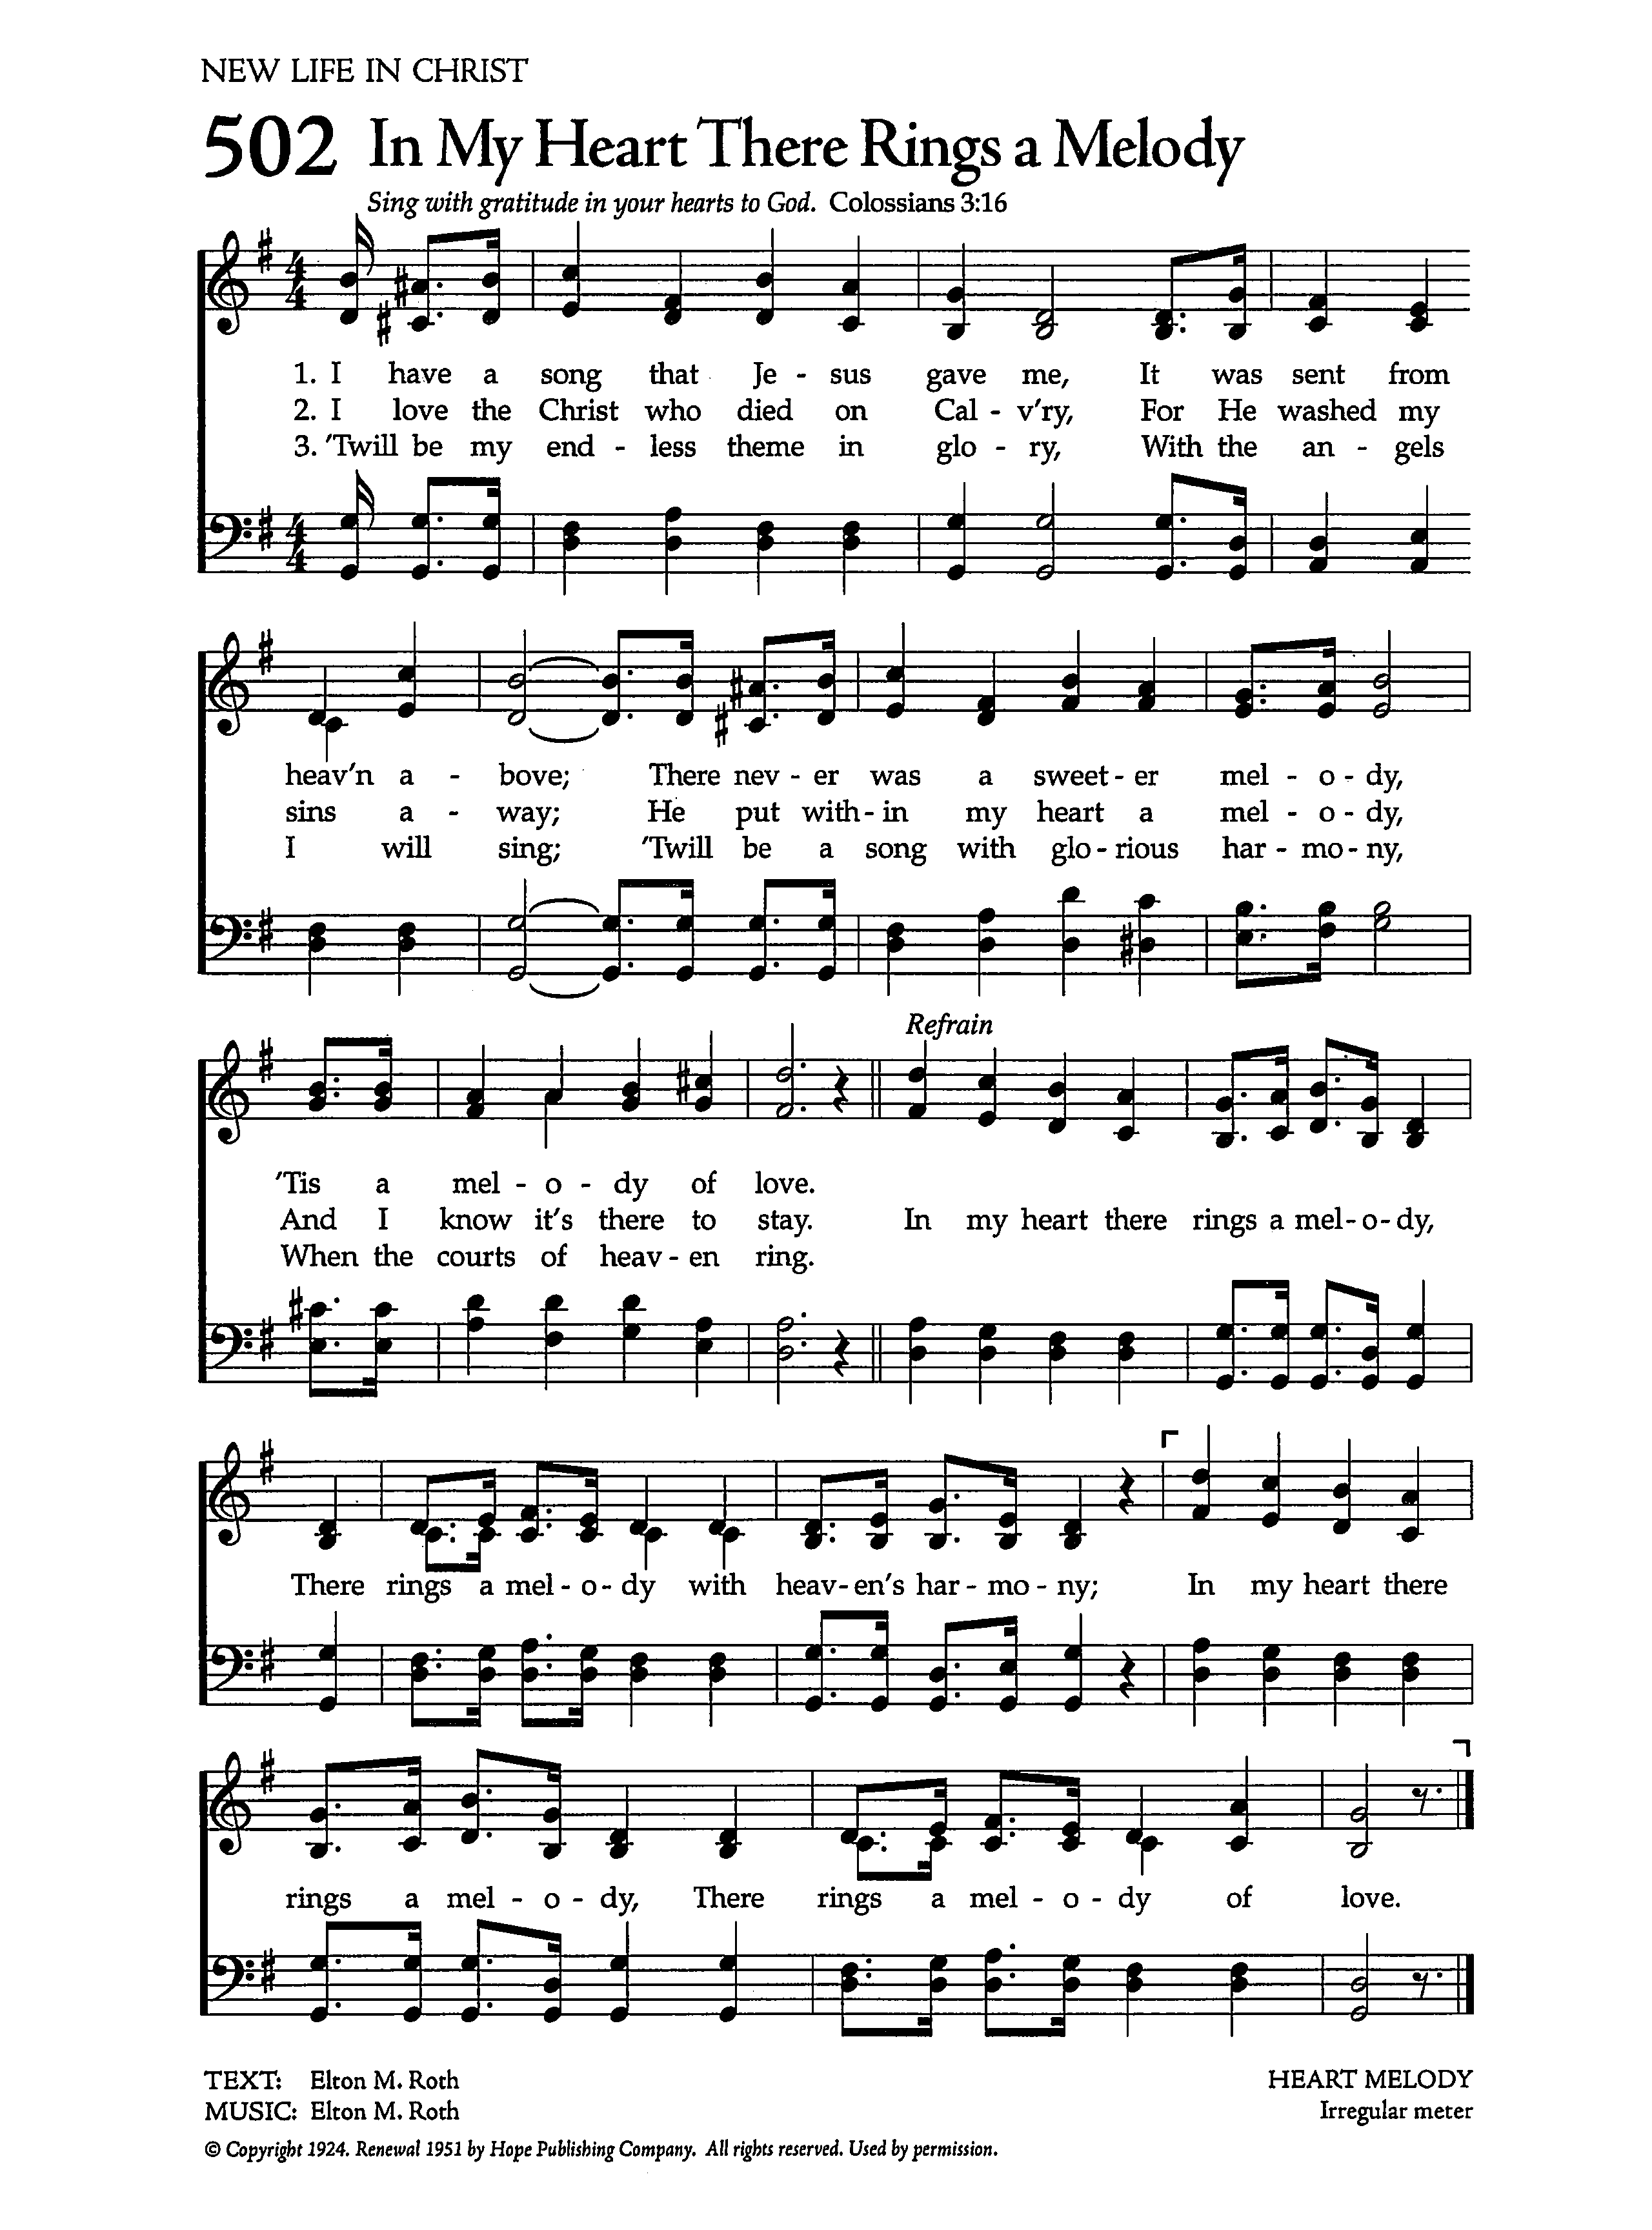 NEW LIFE IN CHRIST
502 In My Heart There Rings a Melody
Sing with gratitude in your hearts to God. Colossians 3:16
4
4
1. I have a song that Je - sus gave me, It was sent from
2. I love the Christ who died on Cal - v'ry, For He washed my
3. 'Twill be my end - less theme in glo - ry, With the an - gels
4
4
heav'n a - bove; There nev - er was a sweet - er mel - o - dy,
sins a - way; He put with - in my heart a mel - o - dy,
I will sing; 'Twill be a song with glo - rious har - mo - ny,
Refrain
'Tis a mel - o - dy of love.
And I know it's there to stay. In my heart there rings a mel - o - dy,
When the courts of heav - en ring.
There rings a mel - o - dy with heav - en's har - mo - ny; In my heart there
rings a mel - o - dy, There rings a mel - o - dy of love.
TEXT: Elton M. Roth
MUSIC: Elton M. Roth
HEART MELODY
Irregular meter
© Copyright 1924. Renewal 1951 by Hope Publishing Company. All rights reserved. Used by permission.